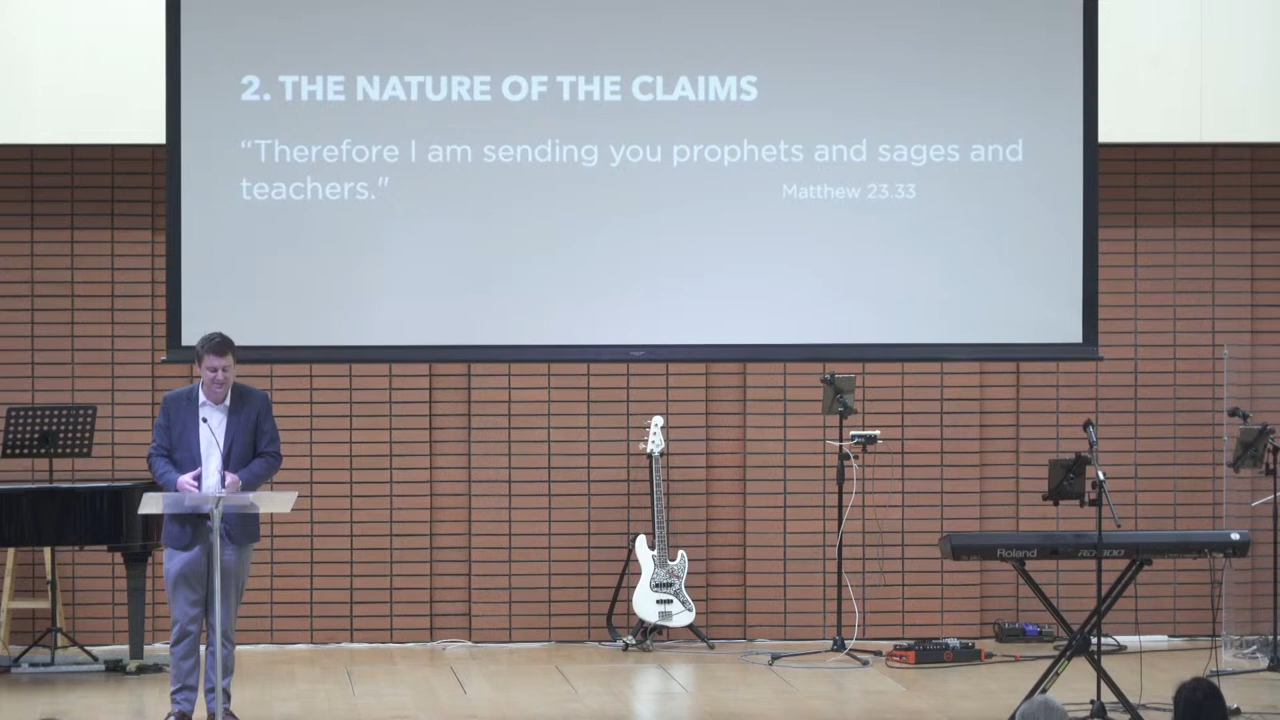 2. THE NATURE OF THE CLAIMS
“Therefore I am sending you prophets and sages and
teachers."
Matthew 23.33
Roland